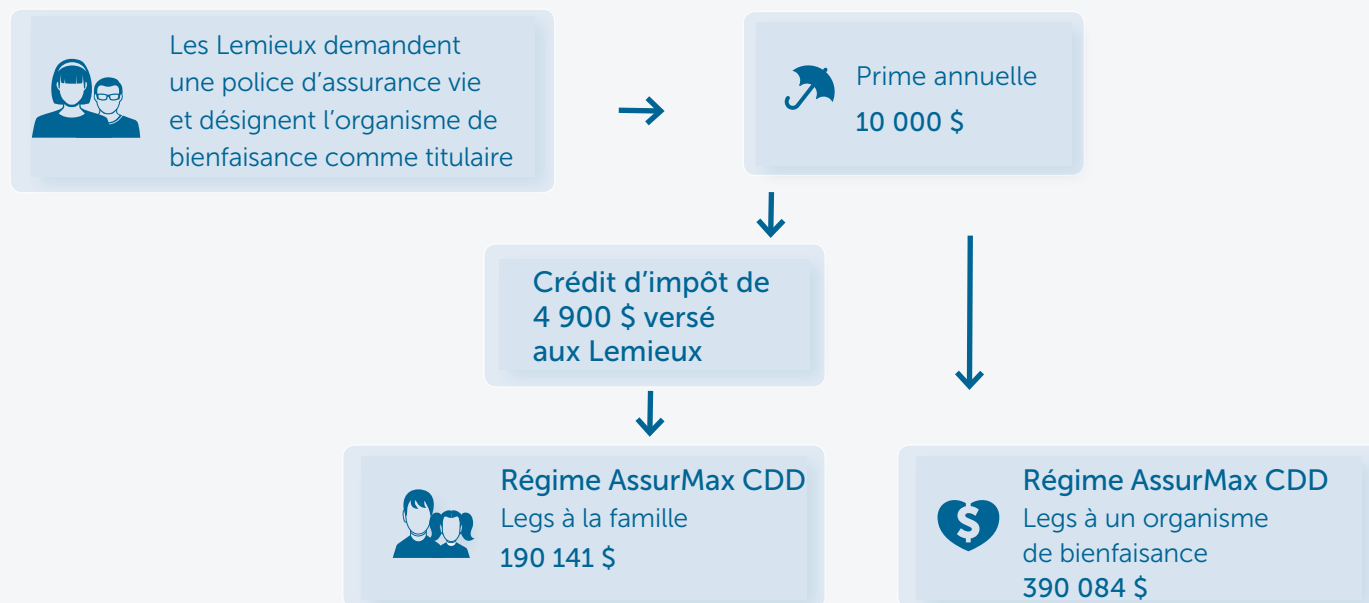 Les Lemieux demandent
une police d’assurance vie
et désignent l’organisme de
bienfaisance comme titulaire
Prime annuelle
10 000 $
Crédit d’impôt de
4 900 $ versé
aux Lemieux
Régime AssurMax CDD
Legs à la famille
190 141 $
Régime AssurMax CDD
Legs à un organisme
de bienfaisance
390 084 $